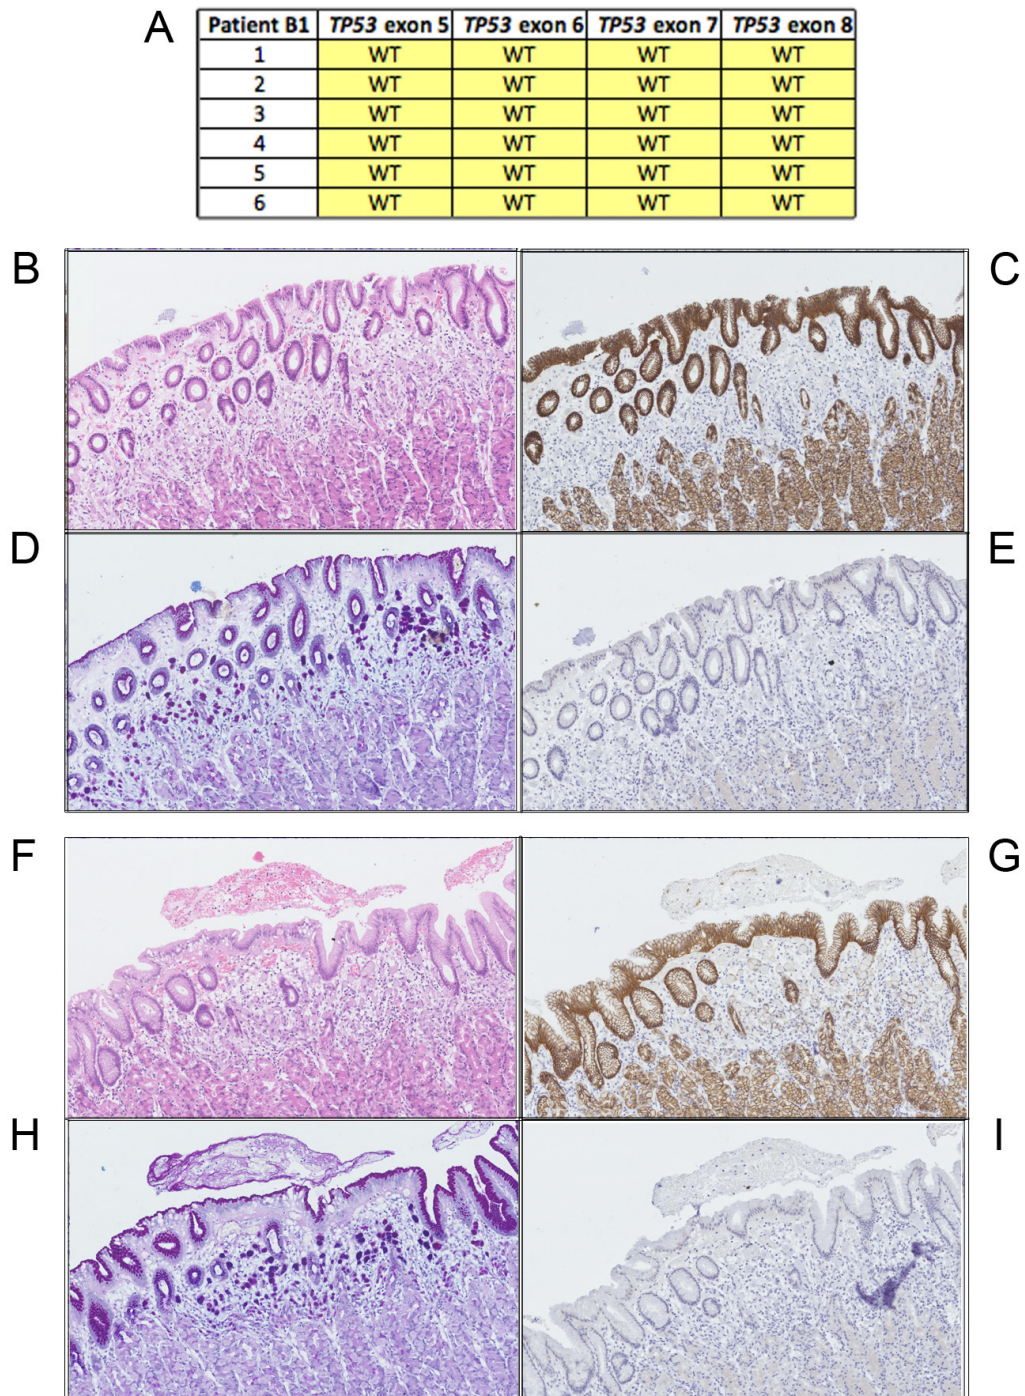 A
Patient B1 TP53 exon 5 TP53 exon 6 TP53 exon 7 TP53 exon 8
1 WT WT WT WT
2 WT WT WT WT
3 WT WT WT WT
4 WT WT WT WT
5 WT WT WT WT
6 WT WT WT WT
B C
D E
F G
H I